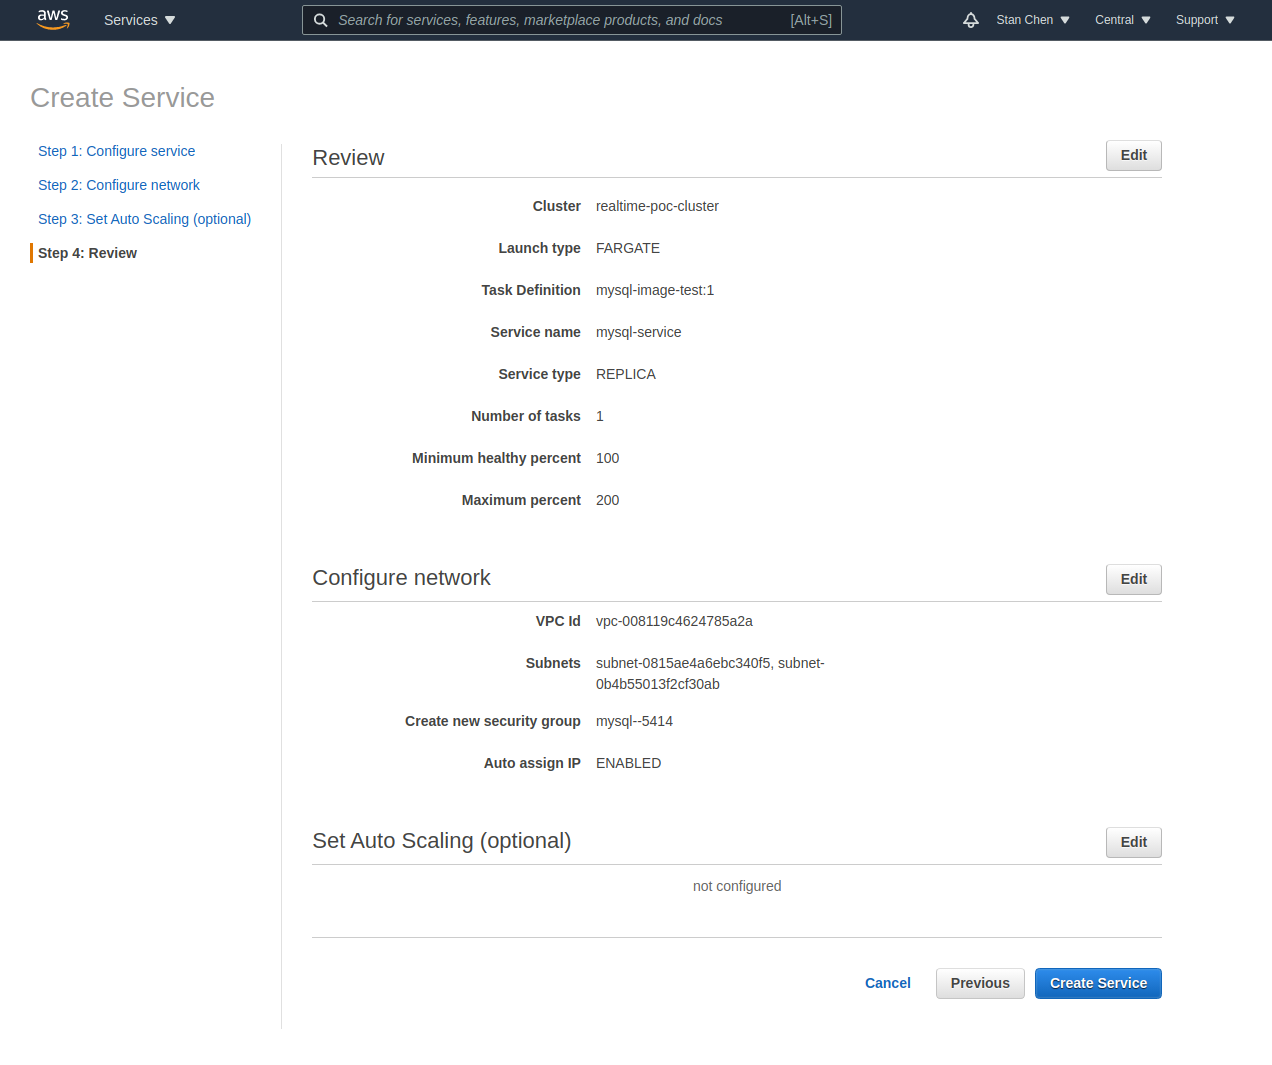 aws Services Search for services, features, marketplace products, and docs [Alt+S] Stan Chen Central Support
Create Service
Step 1: Configure service
Step 2: Configure network
Step 3: Set Auto Scaling (optional)
Step 4: Review
Review Edit
Cluster realtime-poc-cluster
Launch type FARGATE
Task Definition mysql-image-test:1
Service name mysql-service
Service type REPLICA
Number of tasks 1
Minimum healthy percent 100
Maximum percent 200
Configure network Edit
VPC Id vpc-008119c4624785a2a
Subnets subnet-0815ae4a6ebc340f5, subnet-
0b4b55013f2cf30ab
Create new security group mysql--5414
Auto assign IP ENABLED
Set Auto Scaling (optional) Edit
not configured
Cancel Previous Create Service